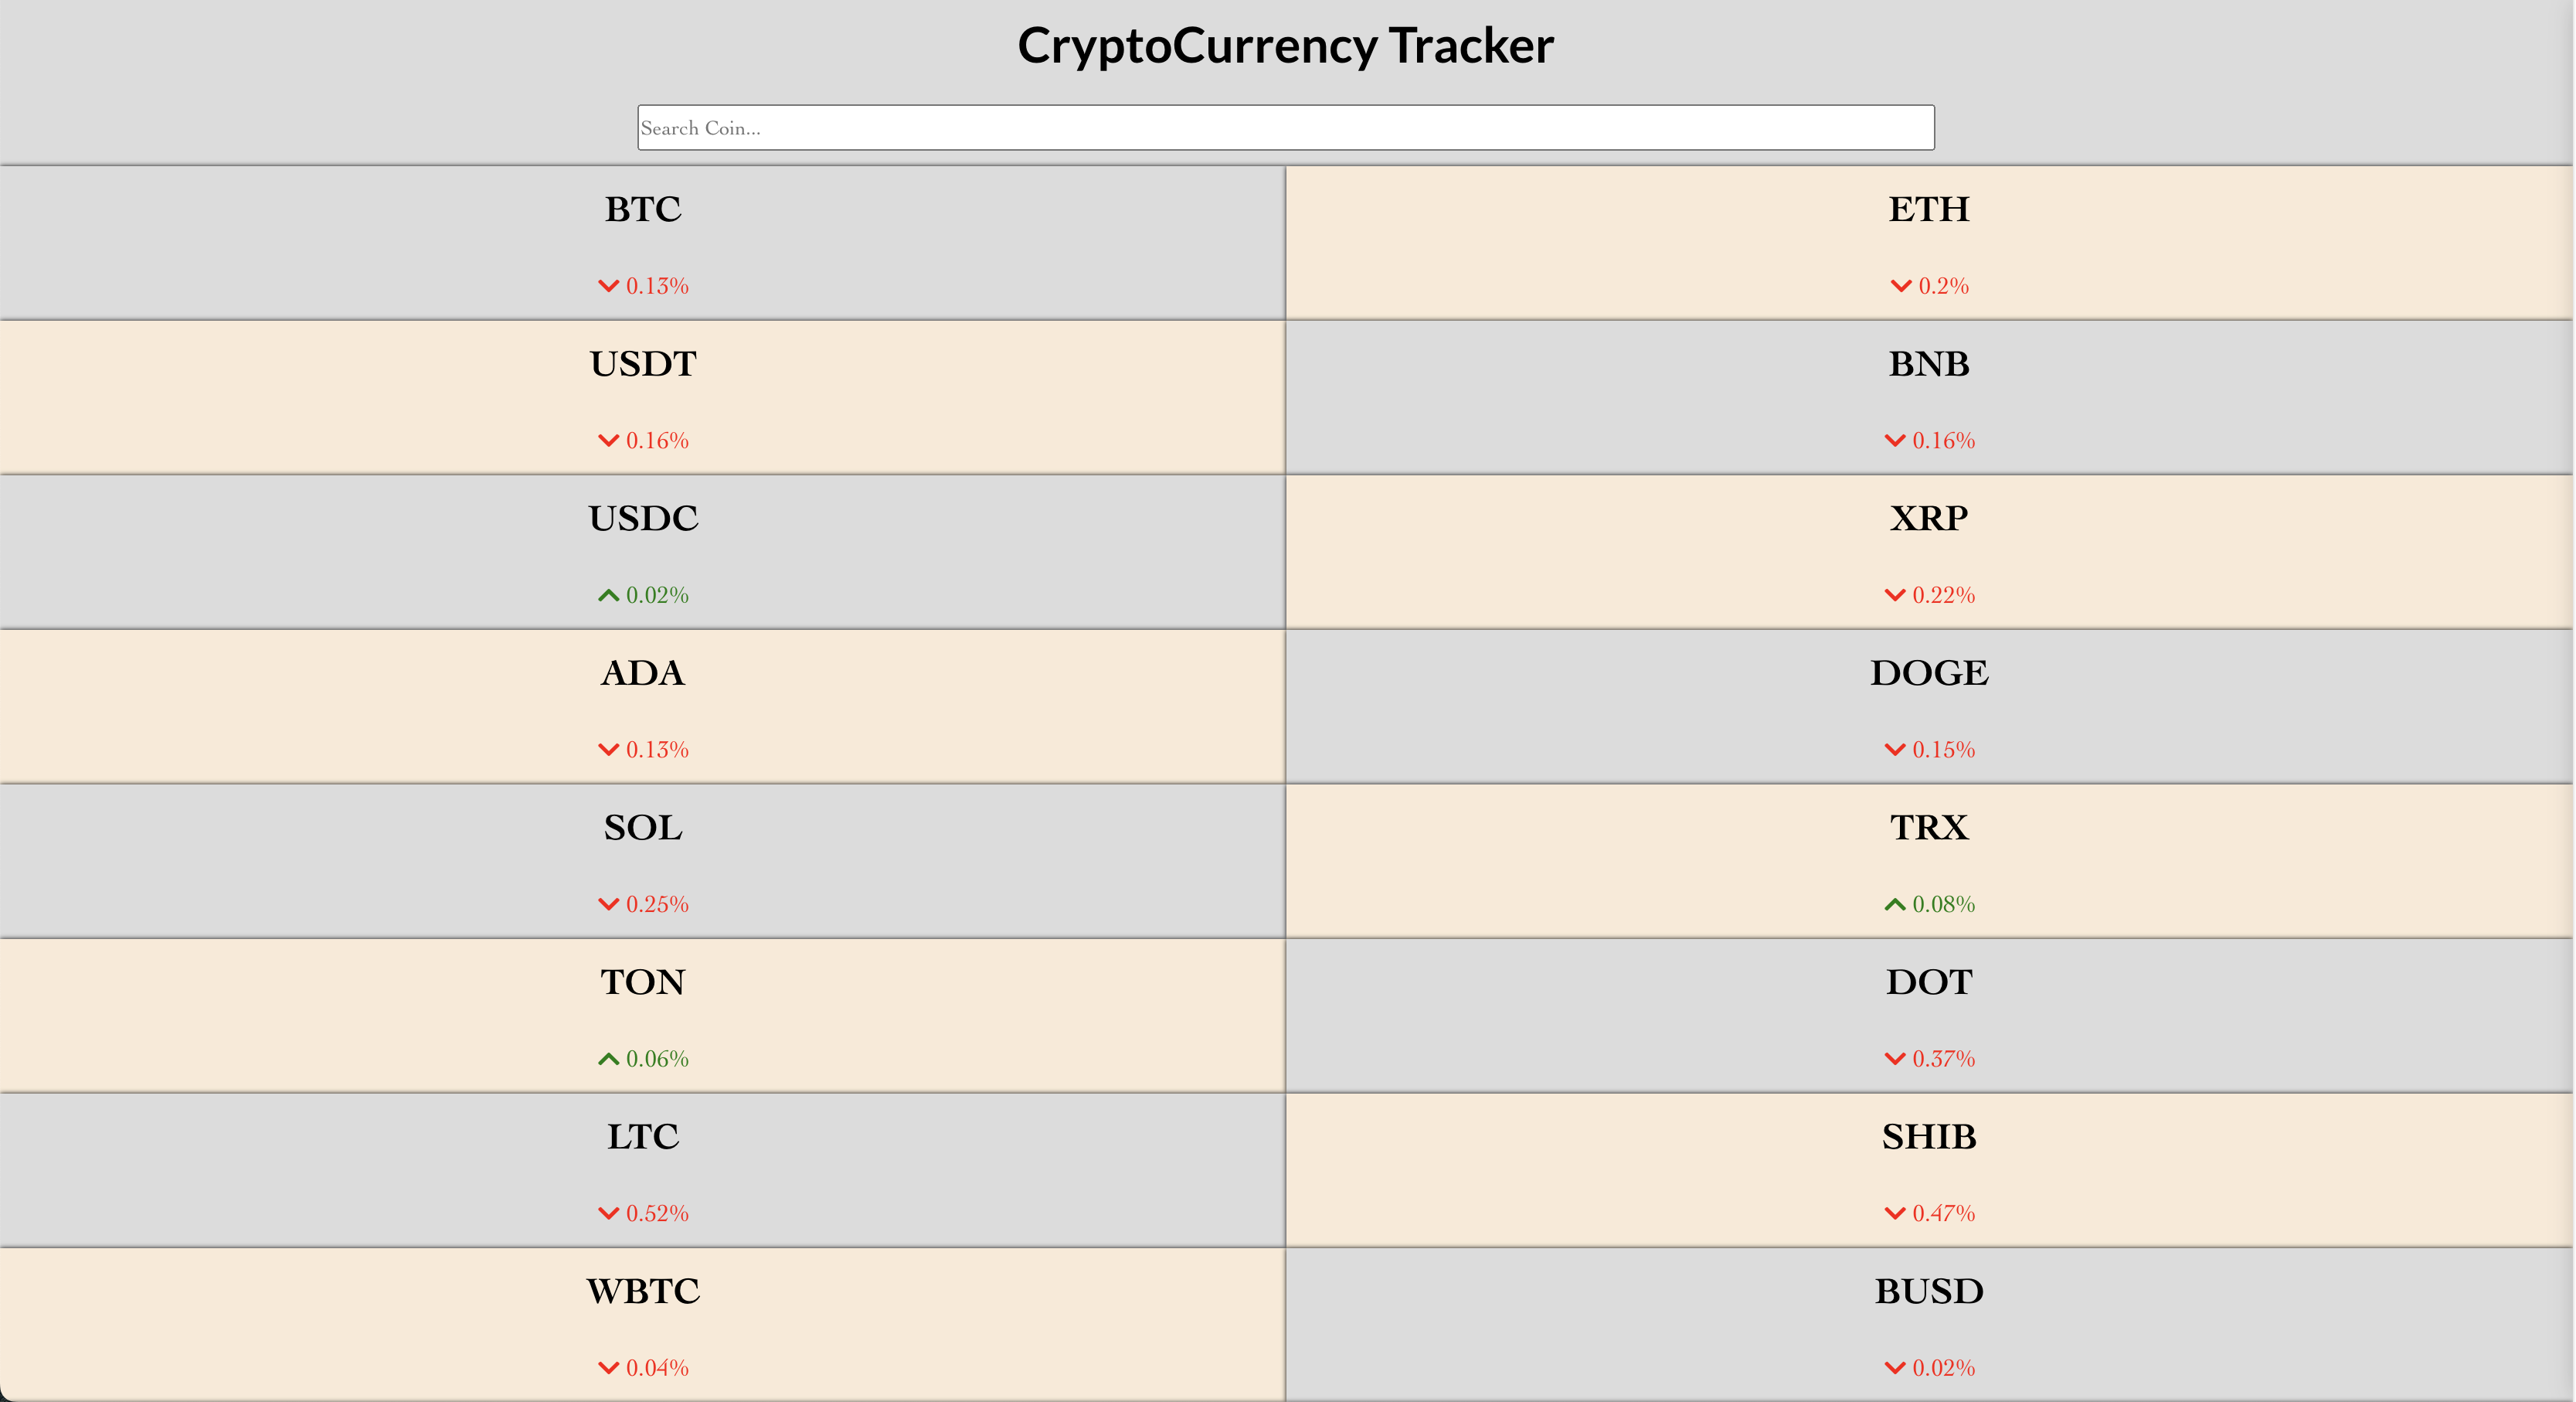 CryptoCurrency Tracker
Search Coin...
BTC
0.13%
ETH
0.2%
USDT
0.16%
BNB
0.16%
USDC
0.02%
XRP
0.22%
ADA
0.13%
DOGE
0.15%
SOL
0.25%
TRX
0.08%
TON
0.06%
DOT
0.37%
LTC
0.52%
SHIB
0.47%
WBTC
0.04%
BUSD
0.02%